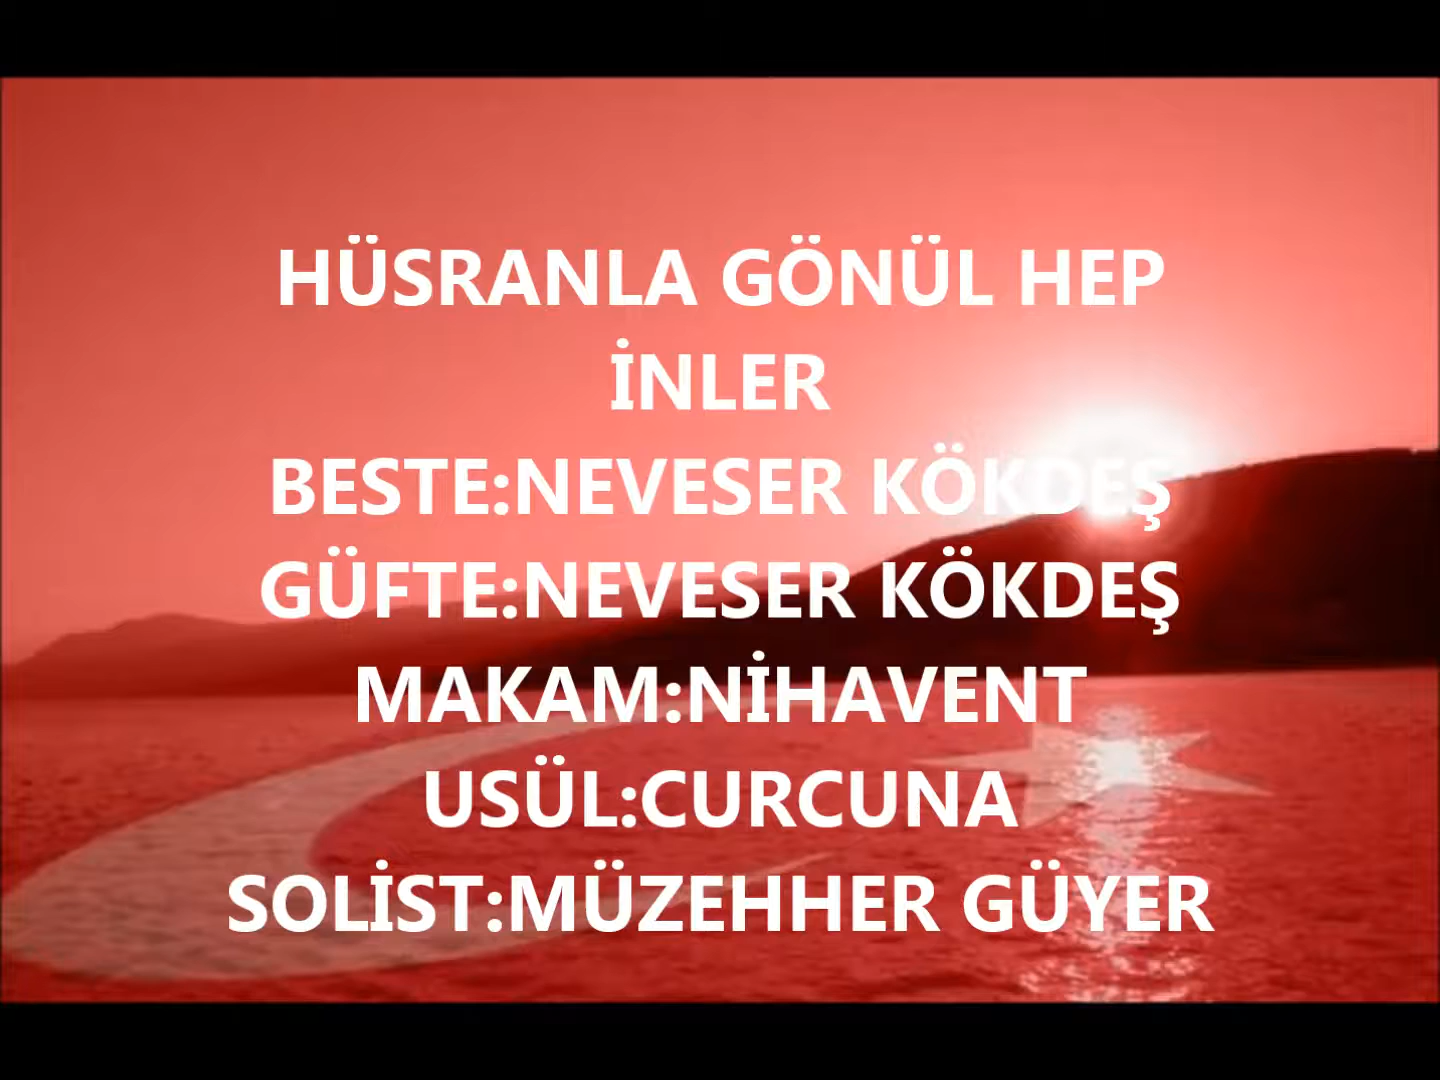 HÜSRANLA GÖNÜL HEP
İNLER
BESTE:NEVESER KÖKDEŞ
GÜFTE:NEVESER KÖKDEŞ
MAKAM:NİHAVENT
USÜL:CURCUNA
SOLİST:MÜZEHHER GÜYER